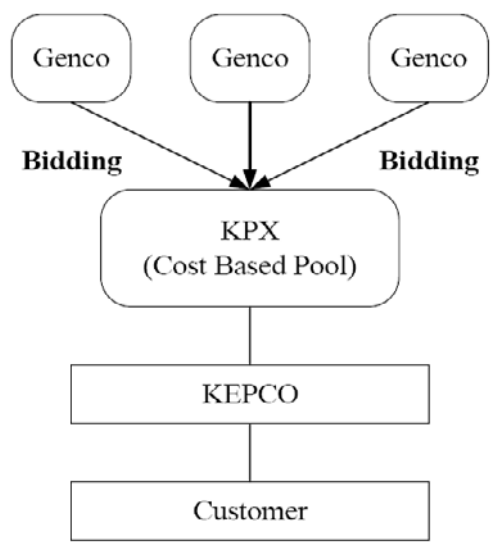 Genco
Genco
Genco
Bidding
Bidding
KPX
(Cost Based Pool)
KEPCO
Customer